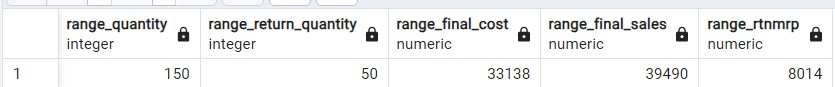 range_quantity range_return_quantity range_final_cost range_final_sales range_rtnmrp
integer integer numeric numeric numeric
1 150 50 33138 39490 8014